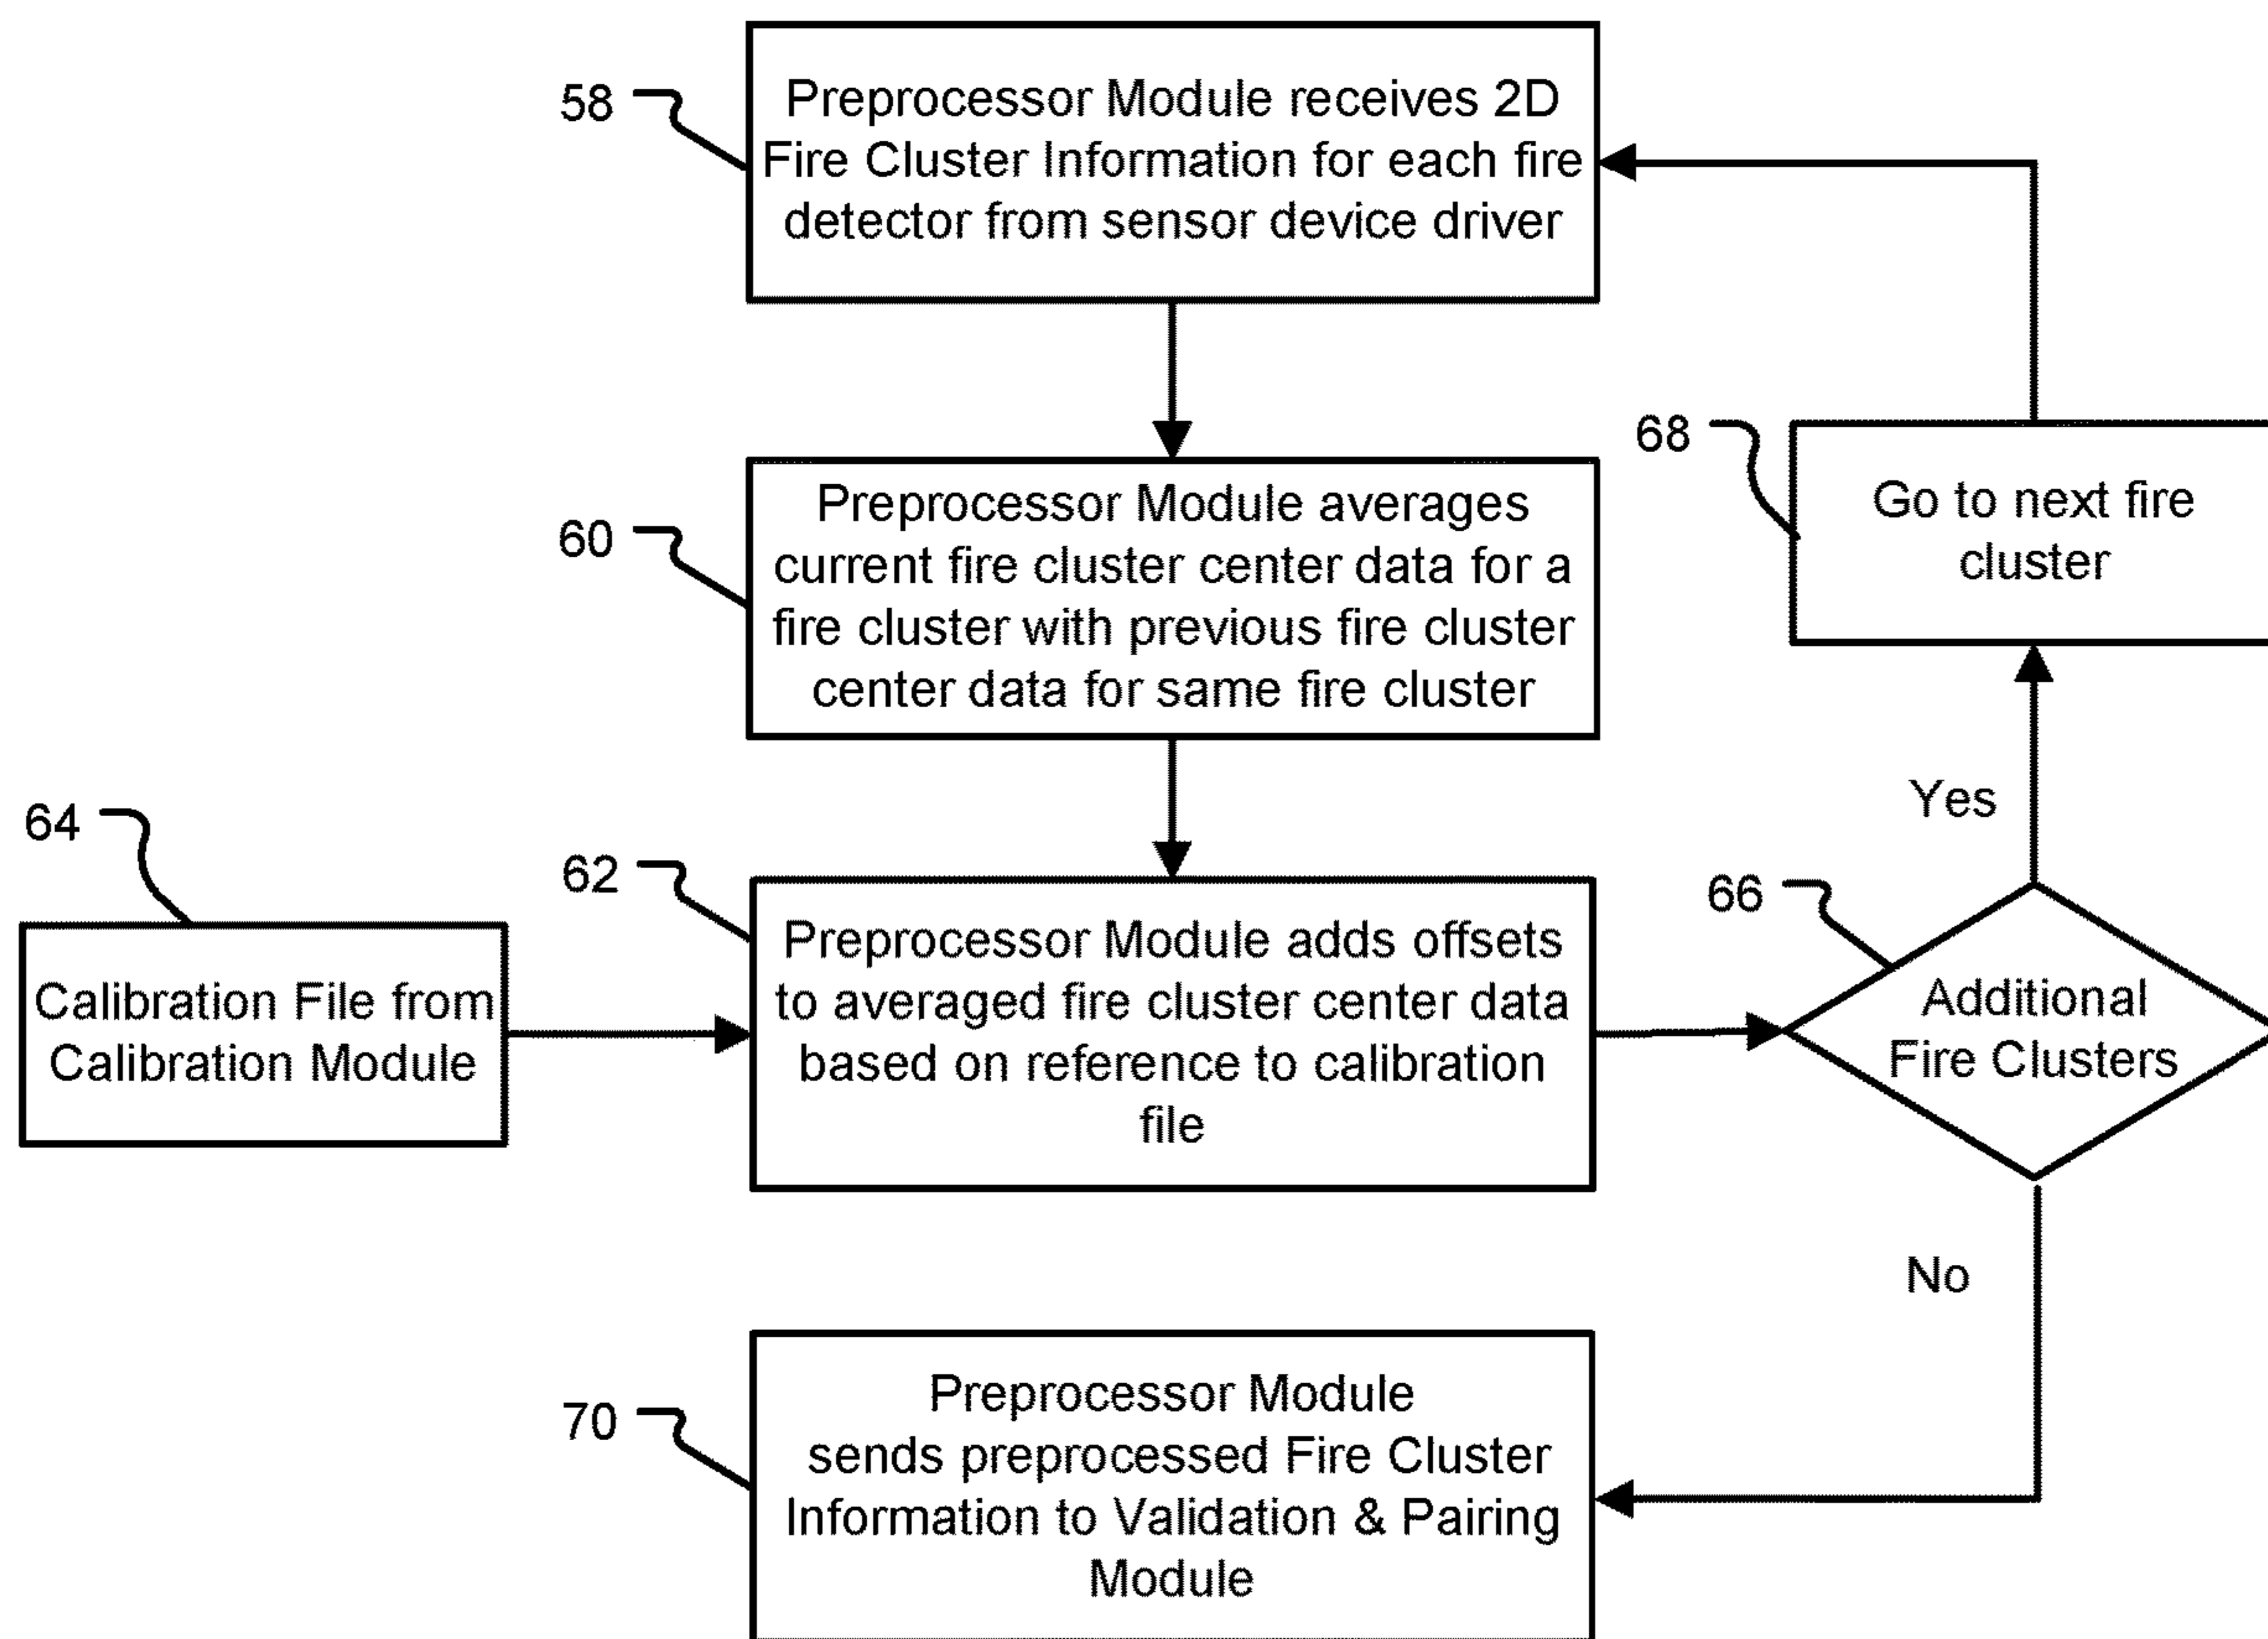 58
Preprocessor Module receives 2D
Fire Cluster Information for each fire
detector from sensor device driver
60
Preprocessor Module averages
current fire cluster center data for a
fire cluster with previous fire cluster
center data for same fire cluster
68
Go to next fire
cluster
Yes
64
Calibration File from
Calibration Module
62
Preprocessor Module adds offsets
to averaged fire cluster center data
based on reference to calibration
file
66
Additional
Fire Clusters
No
70
Preprocessor Module
sends preprocessed Fire Cluster
Information to Validation & Pairing
Module